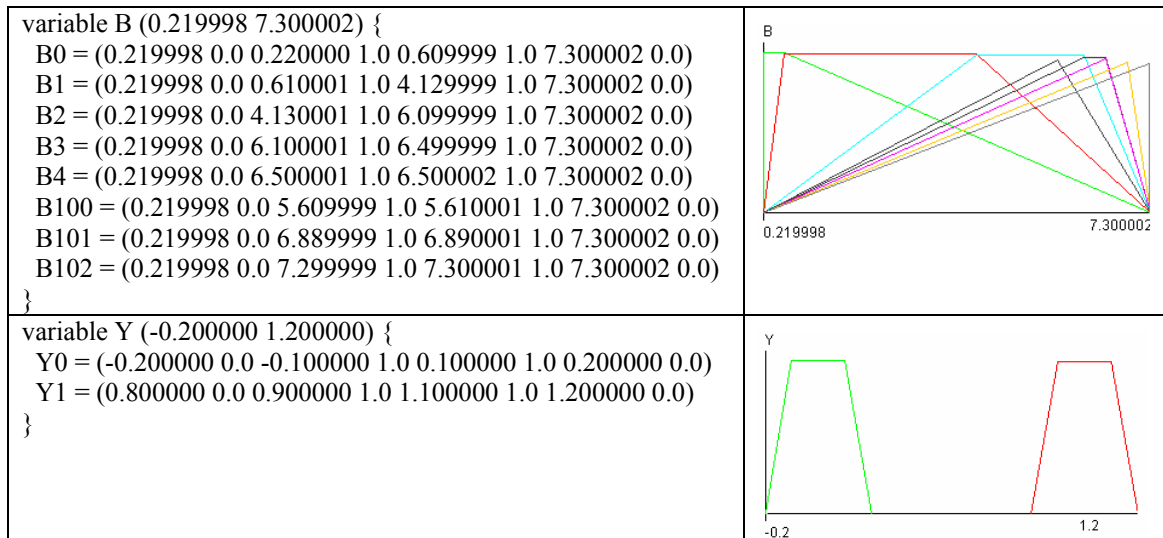 variable B (0.219998 7.300002) {
B0 = (0.219998 0.0 0.220000 1.0 0.609999 1.0 7.300002 0.0)
B1 = (0.219998 0.0 0.610001 1.0 4.129999 1.0 7.300002 0.0)
B2 = (0.219998 0.0 4.130001 1.0 6.099999 1.0 7.300002 0.0)
B3 = (0.219998 0.0 6.100001 1.0 6.499999 1.0 7.300002 0.0)
B4 = (0.219998 0.0 6.500001 1.0 6.500002 1.0 7.300002 0.0)
B100 = (0.219998 0.0 5.609999 1.0 5.610001 1.0 7.300002 0.0)
B101 = (0.219998 0.0 6.889999 1.0 6.890001 1.0 7.300002 0.0)
B102 = (0.219998 0.0 7.299999 1.0 7.300001 1.0 7.300002 0.0)
}
B
0.219998 7.300002
variable Y (-0.200000 1.200000) {
Y0 = (-0.200000 0.0 -0.100000 1.0 0.100000 1.0 0.200000 0.0)
Y1 = (0.800000 0.0 0.900000 1.0 1.100000 1.0 1.200000 0.0)
}
Y
-0.2 1.2